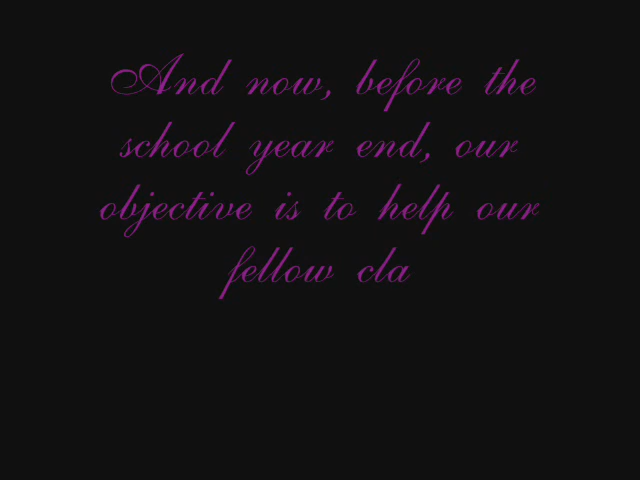 And now, before the
school year end, our
objective is to help our
fellow cla